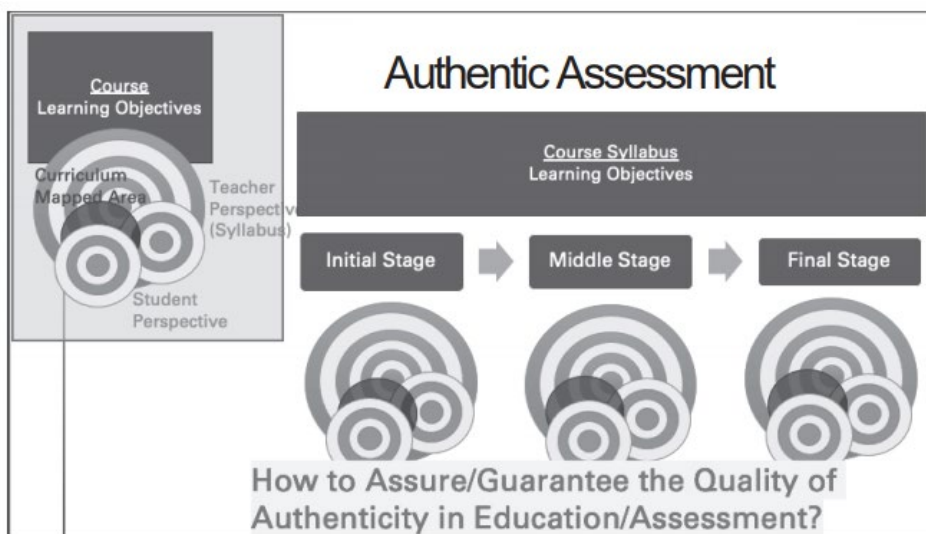 Course
Learning Objectives
Curriculum
Mapped Area
Teacher
Perspective
(Syllabus)
Student
Perspective
Authentic Assessment
Course Syllabus
Learning Objectives
Initial Stage
Middle Stage
Final Stage
How to Assure/Guarantee the Quality of
Authenticity in Education/Assessment?